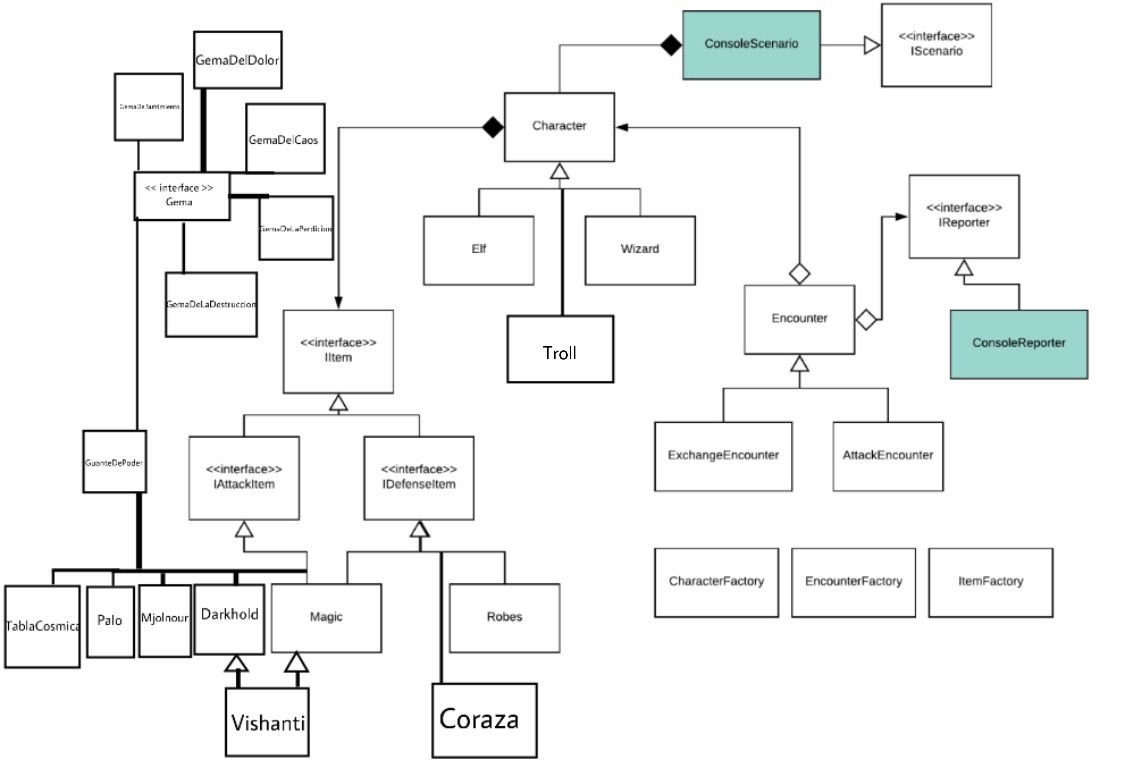 ConsoleScenario
<<interface>>
IScenario
GemaDelDolor
GemaDeSufrimiento
GemaDelCaos
Character
<< interface >>
Gema
<<interface>>
IReporter
GemaDeLaPerdicion
Elf
Wizard
GemaDeLaDestruccion
Encounter
<<interface>>
IItem
Troll
ConsoleReporter
GuanteDePoder
<<interface>>
IAttackItem
<<interface>>
IDefenseItem
ExchangeEncounter
AttackEncounter
CharacterFactory
EncounterFactory
ItemFactory
TablaCosmica
Palo
Mjolnour
Darkhold
Magic
Robes
Vishanti
Coraza